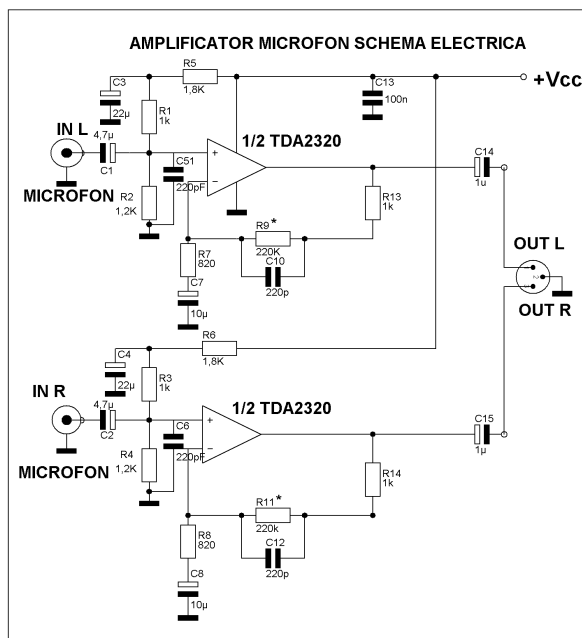 AMPLIFICATOR MICROFON SCHEMA ELECTRICA
R5
1,8K
C3
22µ
R1
1k
C13
100n
+Vcc
IN L
4,7µ
C1
MICROFON
R2
1,2K
C51
220pF
+
−
1/2 TDA2320
C14
1u
R13
1k
R9*
220K
C10
220p
R7
820
C7
10µ
OUT L
1
2
3
OUT R
R6
1,8K
C4
22µ
R3
1k
IN R
4,7µ
C2
MICROFON
R4
1,2K
C6
220pF
+
−
1/2 TDA2320
C15
1µ
R14
1k
R11*
220k
C12
220p
R8
820
C8
10µ